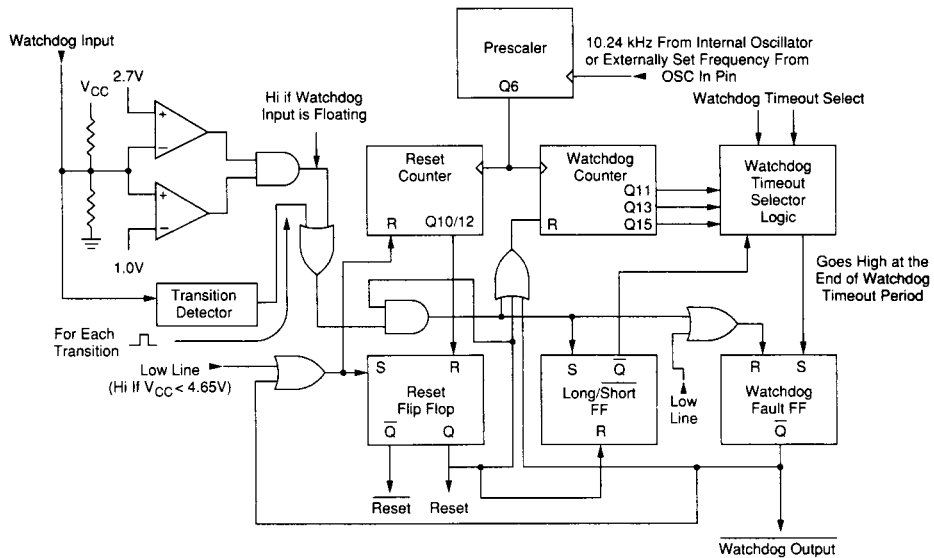 Watchdog Input
Prescaler
Q6
10.24 kHz From Internal Oscillator
or Externally Set Frequency From
OSC In Pin
2.7V
VCC
+
−
+
−
1.0V
Hi if Watchdog
Input is Floating
Watchdog Timeout Select
Reset
Counter
R
Q10/12
Watchdog
Counter
Q11
Q13
Q15
R
Watchdog
Timeout
Selector
Logic
Transition
Detector
Goes High at the
End of Watchdog
Timeout Period
For Each
Transition
Low Line
(Hi If VCC < 4.65V)
S
R
Reset
Flip Flop
Q̅
Q
S
Q̅
Long/Short
FF
R
Low
Line
R
S
Watchdog
Fault FF
Q̅
Reset
Reset
Watchdog Output